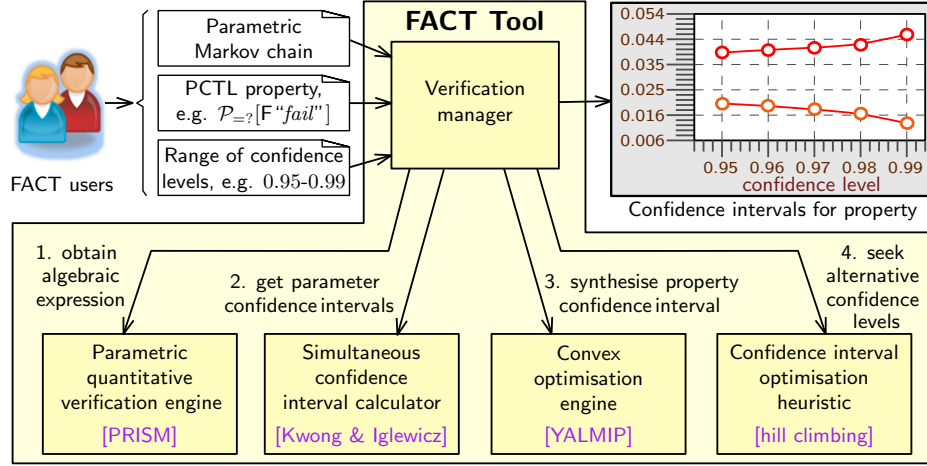 FACT Tool
Parametric
Markov chain
PCTL property,
e.g. 𝒫=?[F“fail”]
Range of confidence
levels, e.g. 0.95-0.99
FACT users
Verification
manager
0.054
0.044
0.035
0.025
0.016
0.006
0.95 0.96 0.97 0.98 0.99
confidence level
Confidence intervals for property
1. obtain
algebraic
expression
2. get parameter
confidence intervals
3. synthesise property
confidence interval
4. seek
alternative
confidence
levels
Parametric
quantitative
verification engine
[PRISM]
Simultaneous
confidence
interval calculator
[Kwong & Iglewicz]
Convex
optimisation
engine
[YALMIP]
Confidence interval
optimisation
heuristic
[hill climbing]